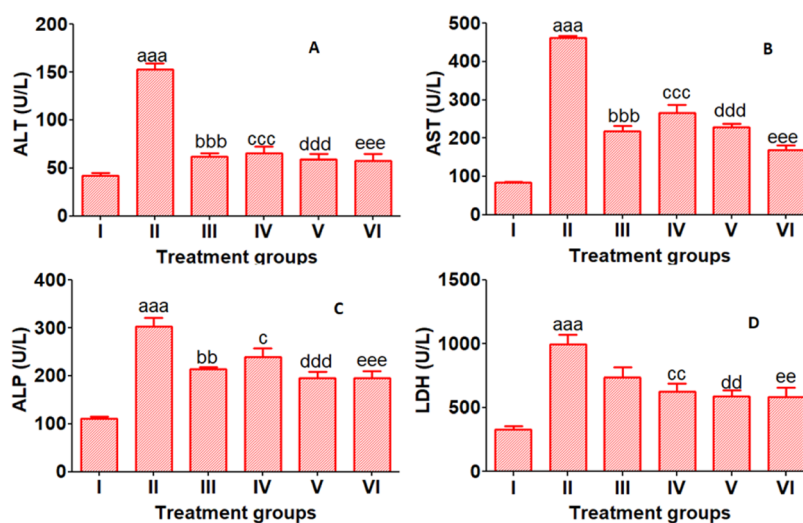 A
ALT (U/L)
200
150
100
50
0
aaa
bbb
ccc
ddd
eee
I II III IV V VI
Treatment groups
B
AST (U/L)
500
400
300
200
100
0
aaa
bbb
ccc
ddd
eee
I II III IV V VI
Treatment groups
C
ALP (U/L)
400
300
200
100
0
aaa
bb
c
ddd
eee
I II III IV V VI
Treatment groups
D
LDH (U/L)
1500
1000
500
0
aaa
cc
dd
ee
I II III IV V VI
Treatment groups